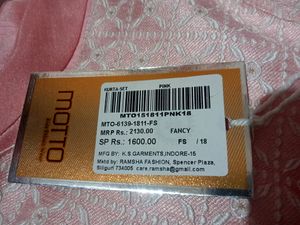 MOTTO
KURTA-SET PINK
MTO151811PNK18
MTO-6139-1811-FS
MRP Rs.: 2130.00 FANCY
SP Rs.: 1600.00 FS / 18
MFG BY: K.S GARMENTS,INDORE-15
Mktd by: RAMSHA FASHION, Spencer Plaza,
Siliguri 734005 care.ramsha@gmail.com